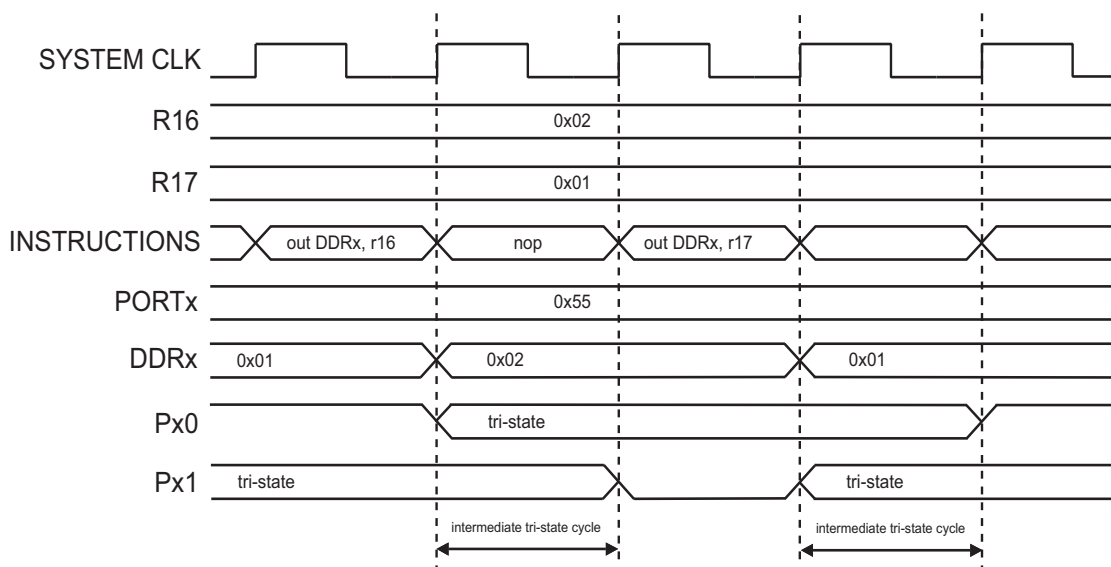 SYSTEM CLK
R16
0x02
R17
0x01
INSTRUCTIONS
out DDRx, r16 nop out DDRx, r17
PORTx
0x55
DDRx
0x01 0x02 0x01
Px0
tri-state
Px1
tri-state tri-state
intermediate tri-state cycle intermediate tri-state cycle